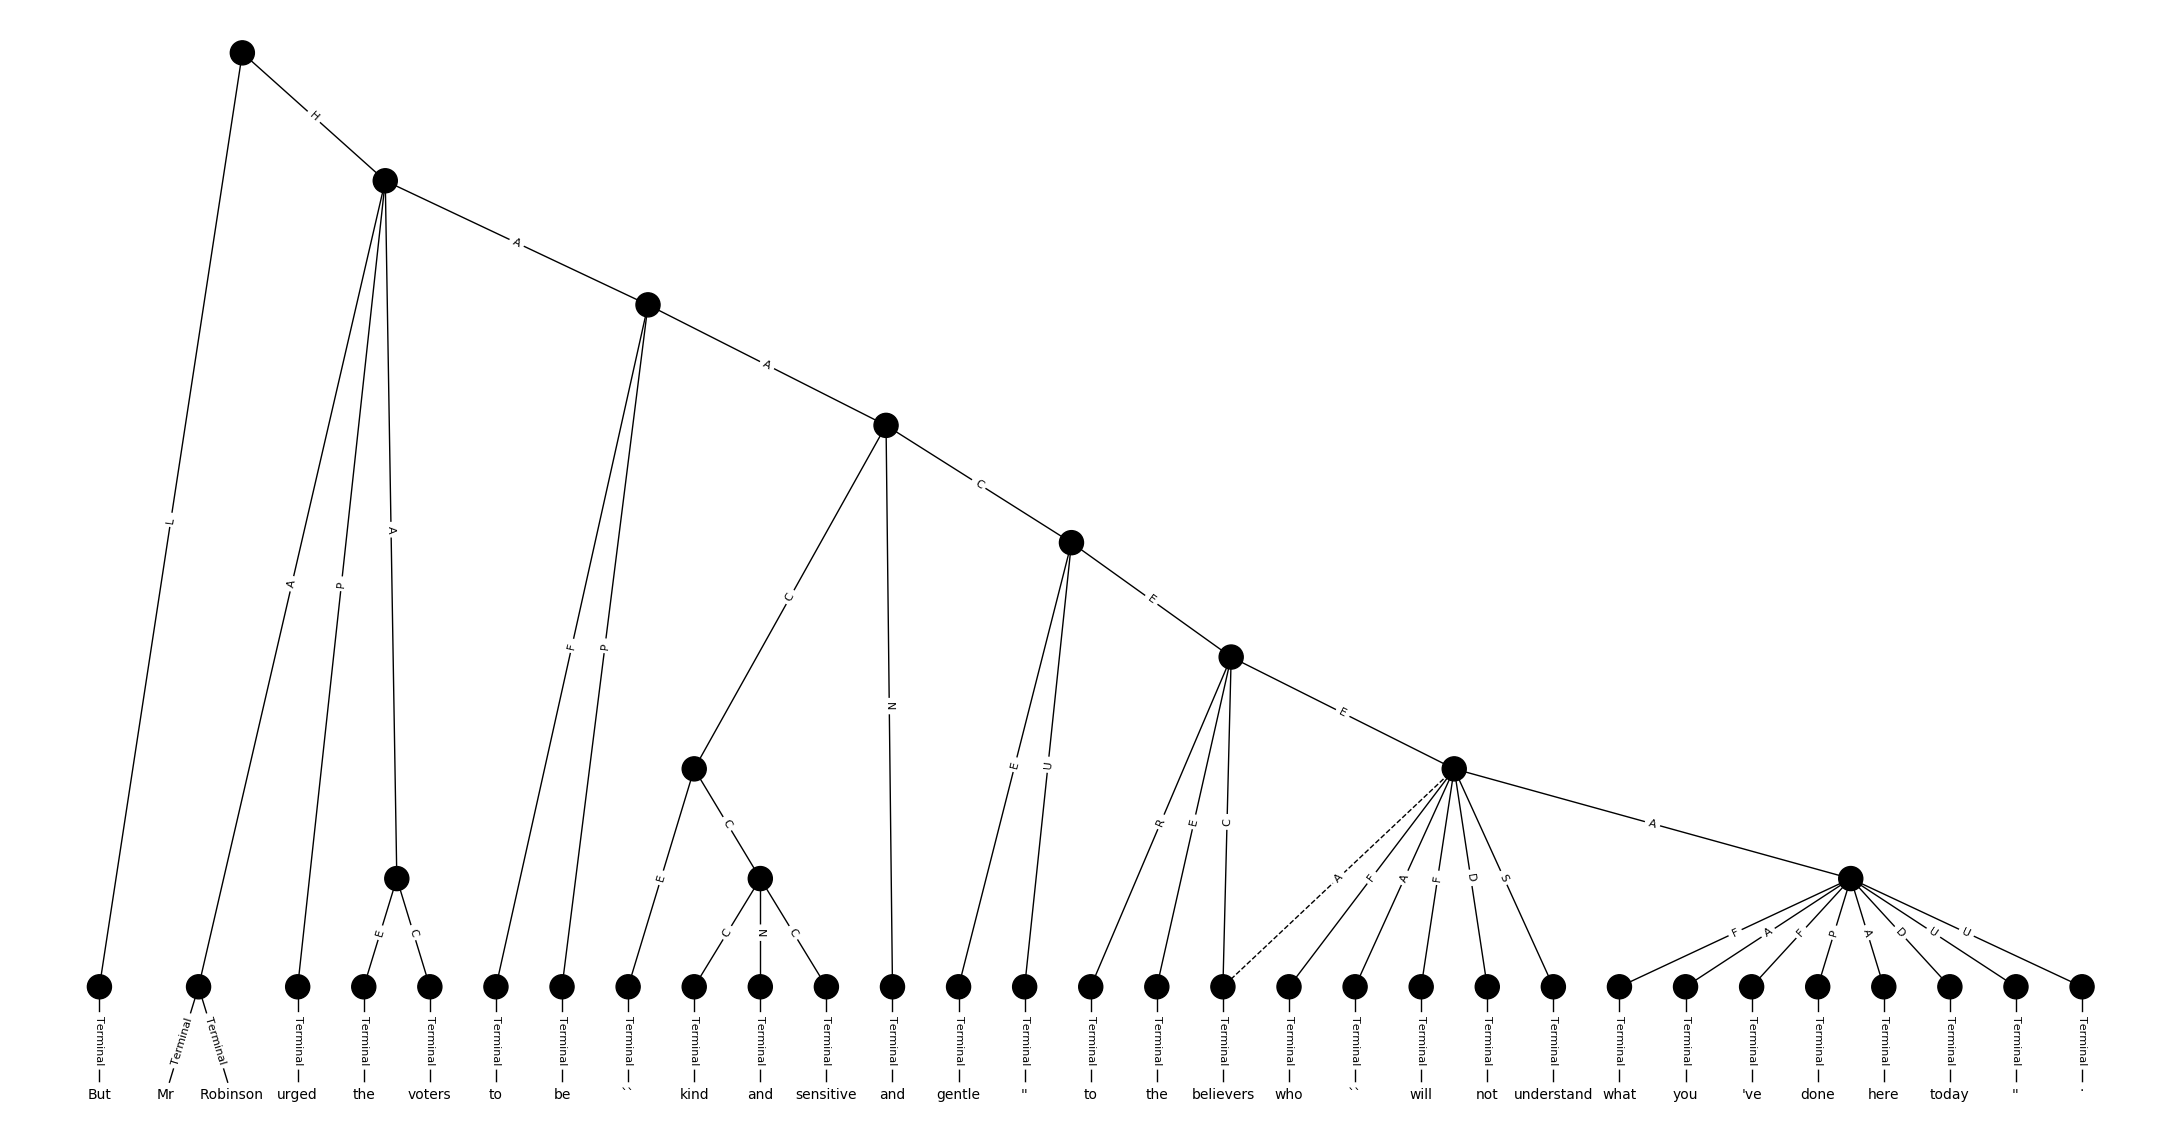 H
A
A
C
L
A
P
A
F
P
C
N
E
U
E
R
E
C
E
E
C
C
N
C
A
F
A
F
D
S
A
F
A
F
P
A
D
U
U
Terminal Terminal Terminal Terminal Terminal Terminal Terminal Terminal Terminal Terminal Terminal Terminal Terminal Terminal Terminal Terminal Terminal Terminal Terminal Terminal Terminal Terminal Terminal Terminal Terminal Terminal Terminal Terminal Terminal Terminal Terminal
But Mr Robinson urged the voters to be `` kind and sensitive and gentle " to the believers who `` will not understand what you 've done here today " .